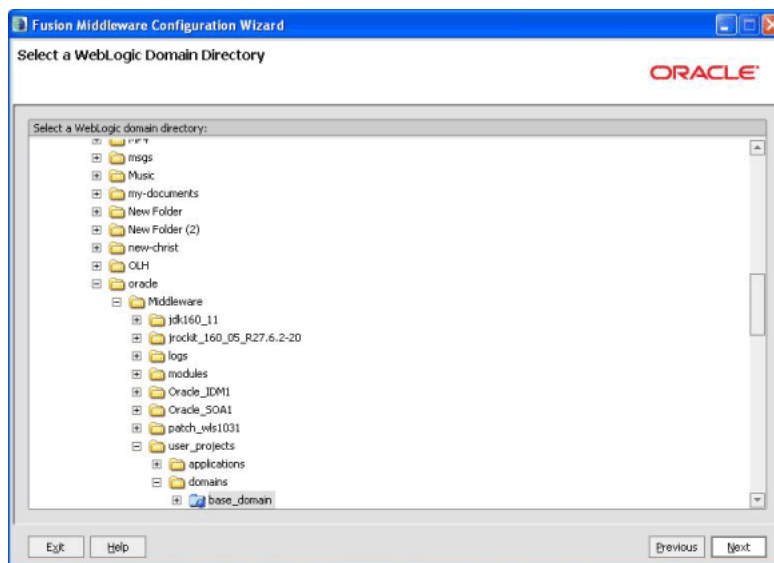 Fusion Middleware Configuration Wizard
Select a WebLogic Domain Directory
ORACLE
Select a WebLogic domain directory:
msgs
Music
my-documents
New Folder
New Folder (2)
new-christ
OLH
oracle
Middleware
jdk160_11
jrockit_160_05_R27.6.2-20
logs
modules
Oracle_IDM1
Oracle_SOA1
patch_wls1031
user_projects
applications
domains
base_domain
Exit Help Previous Next